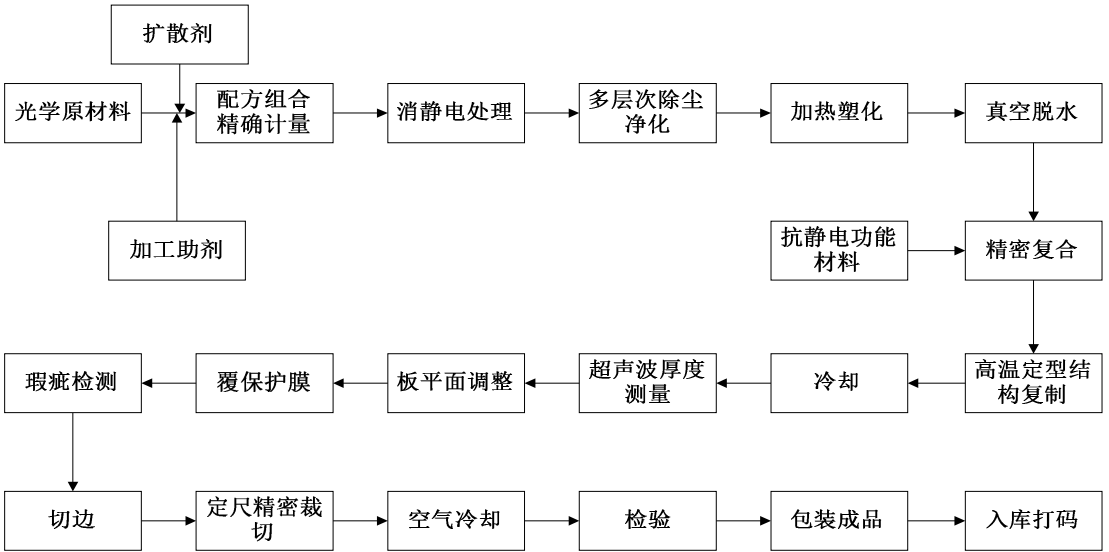 扩散剂
光学原材料
配方组合
精确计量
消静电处理
多层次除尘
净化
加热塑化
真空脱水
加工助剂
抗静电功能
材料
精密复合
瑕疵检测
覆保护膜
板平面调整
超声波厚度
测量
冷却
高温定型结
构复制
切边
定尺精密裁
切
空气冷却
检验
包装成品
入库打码